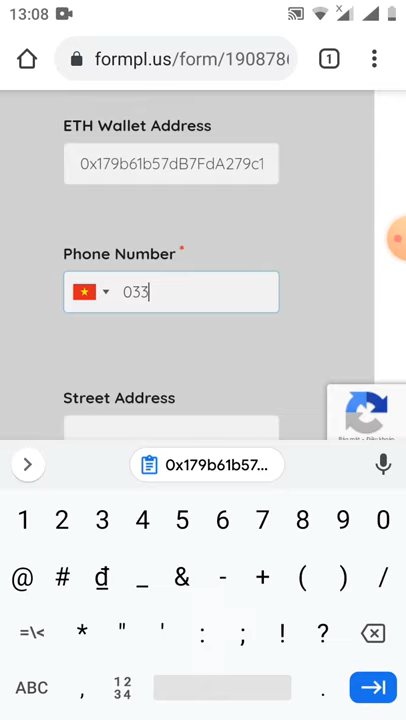 13:08
formpl.us/form/1908786
1
ETH Wallet Address
0x179b61b57dB7FdA279c1
Phone Number *
033
Street Address
0x179b61b57...
1 2 3 4 5 6 7 8 9 0
@ # ₫ _ & - + ( ) /
=\< * " ' : ; ! ?
ABC , 12 34 .